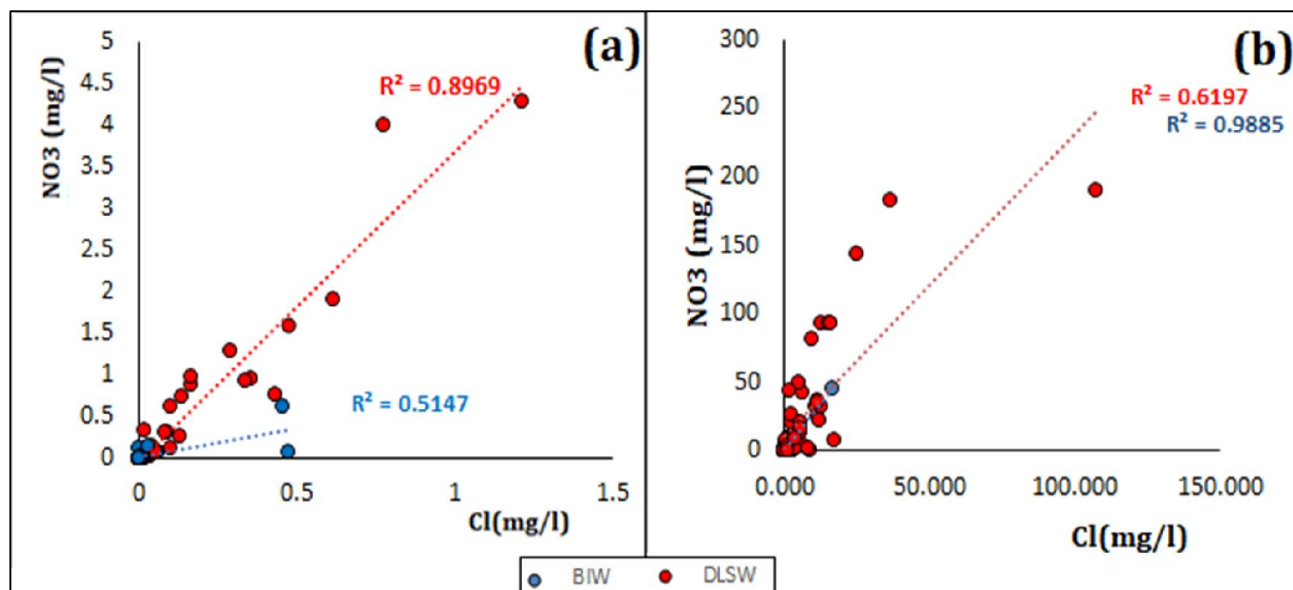 (a)
NO3 (mg/l)
5
4.5
4
3.5
3
2.5
2
1.5
1
0.5
0
R² = 0.8969
R² = 0.5147
0 0.5 1 1.5
Cl(mg/l)
(b)
NO3 (mg/l)
300
250
200
150
100
50
0
R² = 0.6197
R² = 0.9885
0.000 50.000 100.000 150.000
Cl(mg/l)
BIW DLSW